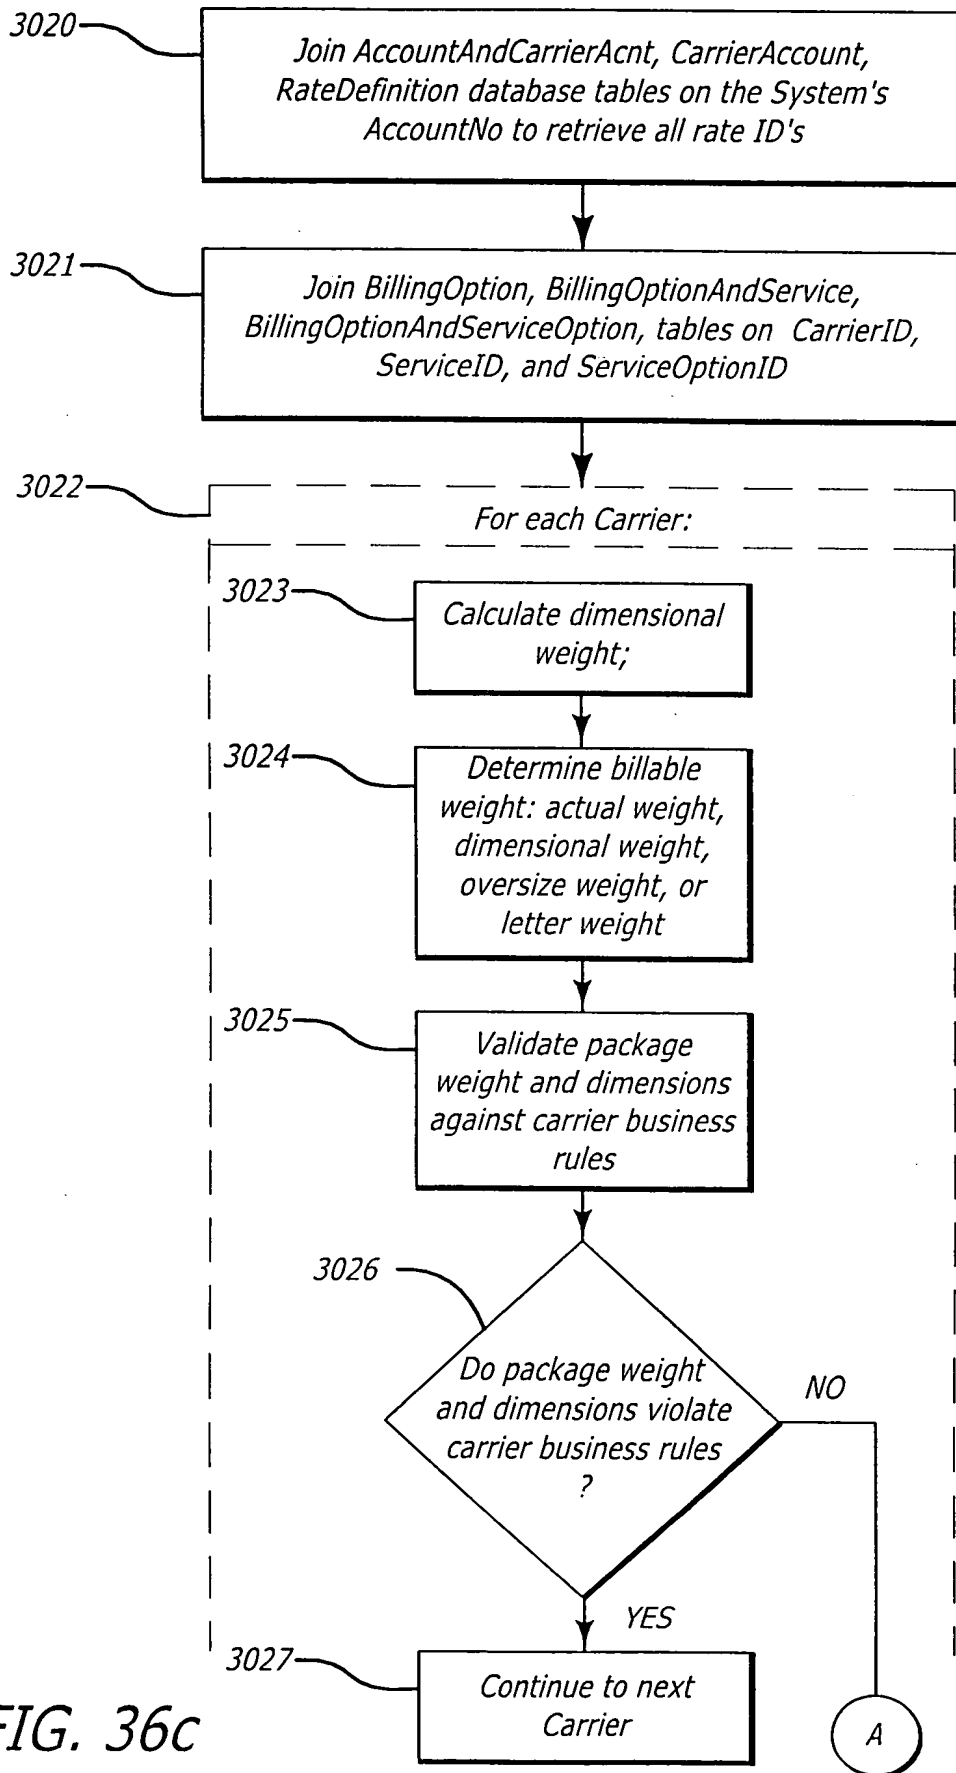 3020
Join AccountAndCarrierAcnt, CarrierAccount,
RateDefinition database tables on the System's
AccountNo to retrieve all rate ID's
3021
Join BillingOption, BillingOptionAndService,
BillingOptionAndServiceOption, tables on CarrierID,
ServiceID, and ServiceOptionID
3022
For each Carrier:
3023
Calculate dimensional
weight;
3024
Determine billable
weight: actual weight,
dimensional weight,
oversize weight, or
letter weight
3025
Validate package
weight and dimensions
against carrier business
rules
3026
Do package weight
and dimensions violate
carrier business rules
?
NO
YES
3027
Continue to next
Carrier
A
FIG. 36c